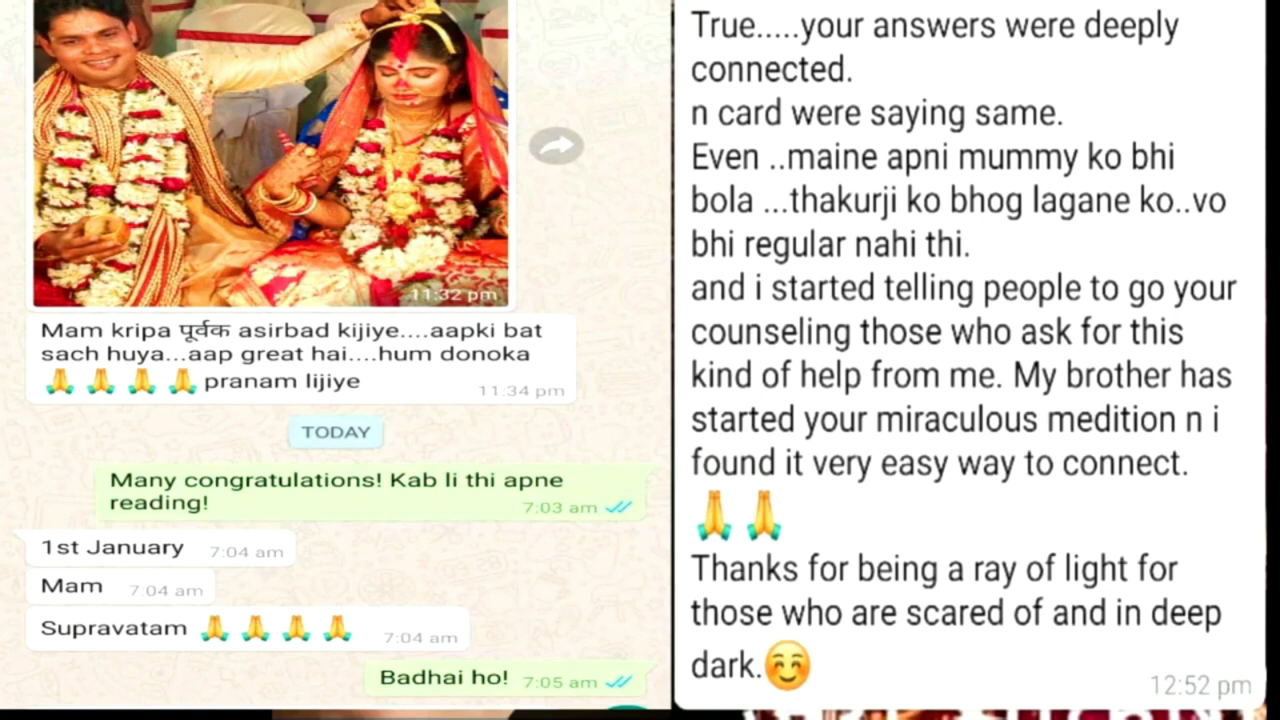 11:32 pm
Mam kripa पूर्वक asirbad kijiye....aapki bat
sach huya...aap great hai....hum donoka
🙏 🙏 🙏 🙏 pranam lijiye
11:34 pm
TODAY
Many congratulations! Kab li thi apne
reading!
7:03 am
1st January
7:04 am
Mam
7:04 am
Supravatam 🙏 🙏 🙏 🙏
7:04 am
Badhai ho!
7:05 am
True.....your answers were deeply
connected.
n card were saying same.
Even ..maine apni mummy ko bhi
bola ...thakurji ko bhog lagane ko..vo
bhi regular nahi thi.
and i started telling people to go your
counseling those who ask for this
kind of help from me. My brother has
started your miraculous medition n i
found it very easy way to connect.
🙏 🙏
Thanks for being a ray of light for
those who are scared of and in deep
dark.😊
12:52 pm